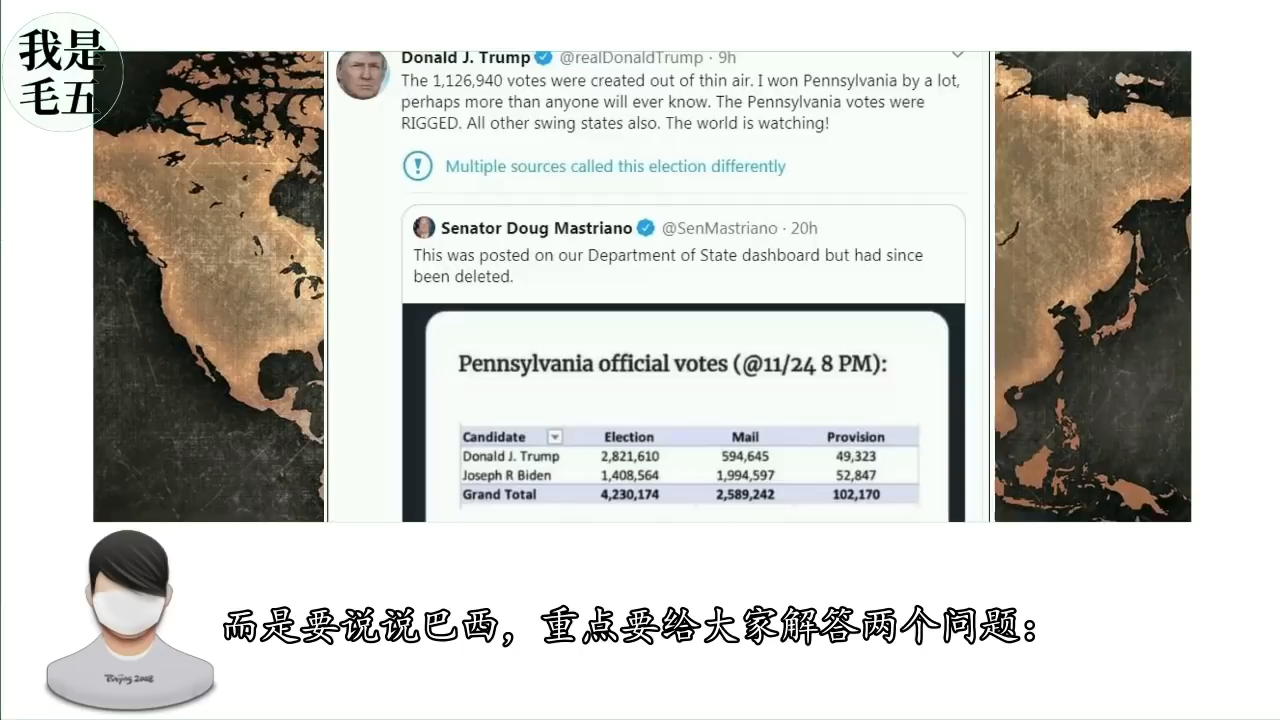 我是
毛五
Donald J. Trump @realDonaldTrump · 9h
The 1,126,940 votes were created out of thin air. I won Pennsylvania by a lot,
perhaps more than anyone will ever know. The Pennsylvania votes were
RIGGED. All other swing states also. The world is watching!
Multiple sources called this election differently
Senator Doug Mastriano @SenMastriano · 20h
This was posted on our Department of State dashboard but had since
been deleted.
Pennsylvania official votes (@11/24 8 PM):
Candidate Election Mail Provision
Donald J. Trump 2,821,610 594,645 49,323
Joseph R Biden 1,408,564 1,994,597 52,847
Grand Total 4,230,174 2,589,242 102,170
而是要说说巴西，重点要给大家解答两个问题：
Beijing 2008